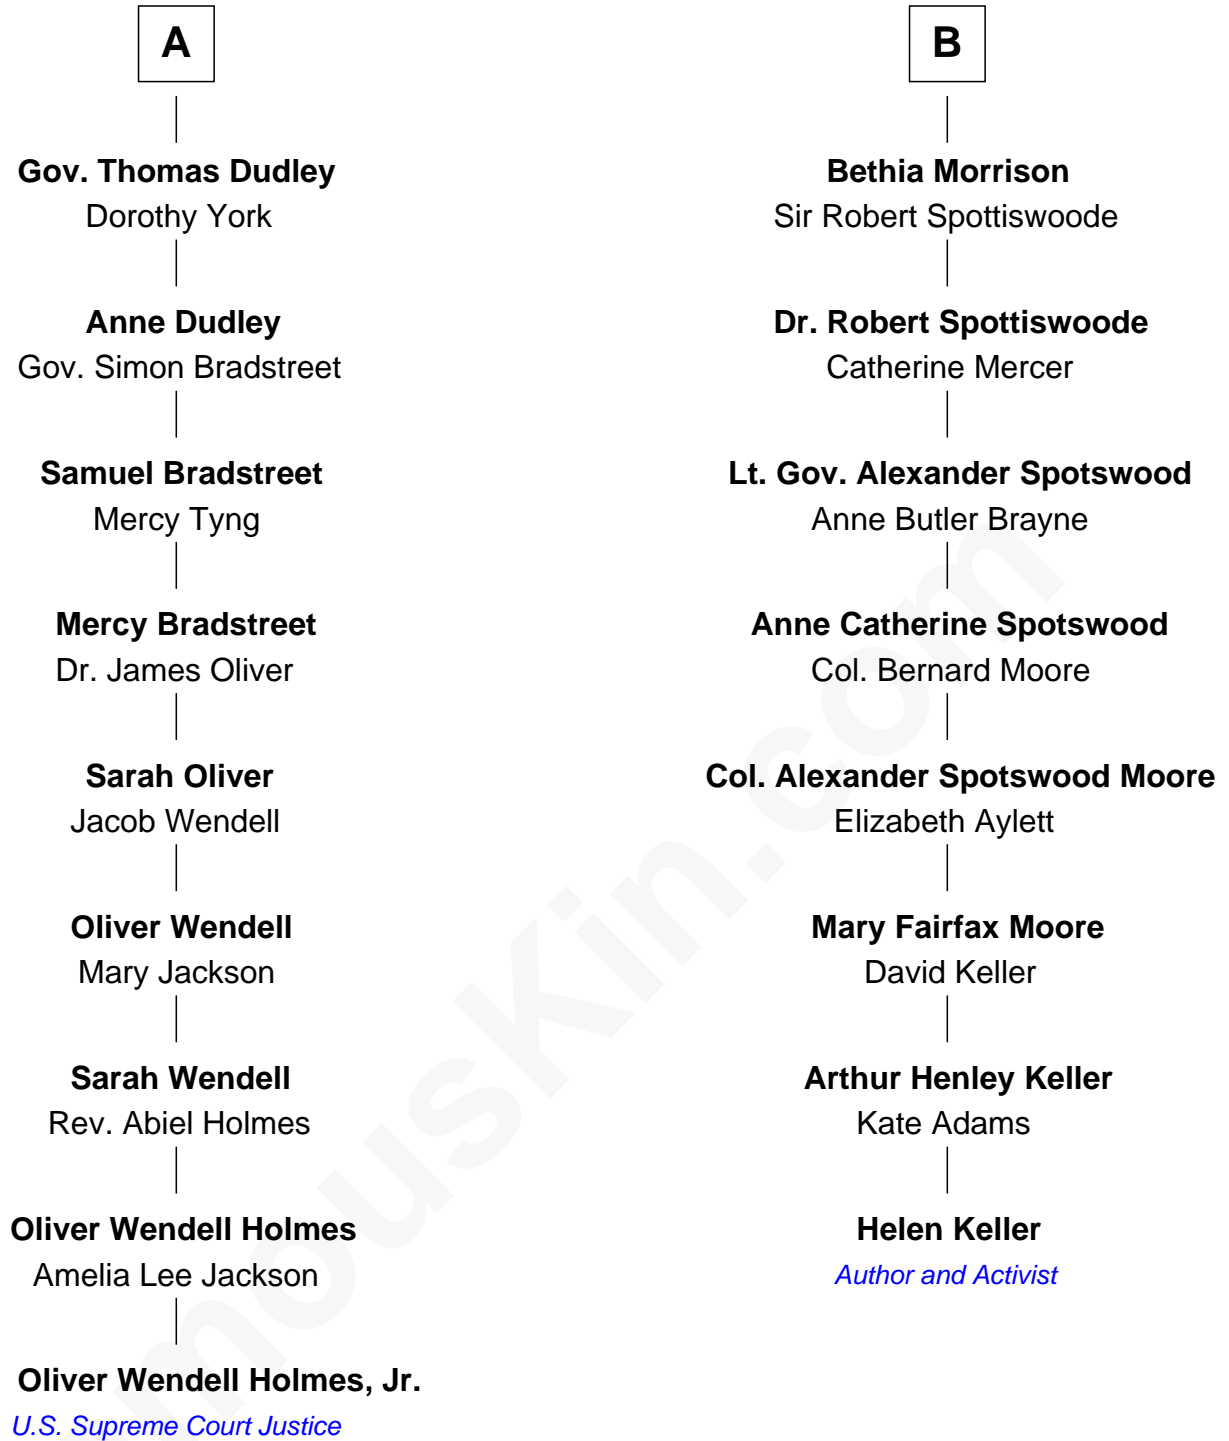 A
Gov. Thomas Dudley
Dorothy York
Anne Dudley
Gov. Simon Bradstreet
Samuel Bradstreet
Mercy Tyng
Mercy Bradstreet
Dr. James Oliver
Sarah Oliver
Jacob Wendell
Oliver Wendell
Mary Jackson
Sarah Wendell
Rev. Abiel Holmes
Oliver Wendell Holmes
Amelia Lee Jackson
Oliver Wendell Holmes, Jr.
U.S. Supreme Court Justice
B
Bethia Morrison
Sir Robert Spottiswoode
Dr. Robert Spottiswoode
Catherine Mercer
Lt. Gov. Alexander Spotswood
Anne Butler Brayne
Anne Catherine Spotswood
Col. Bernard Moore
Col. Alexander Spotswood Moore
Elizabeth Aylett
Mary Fairfax Moore
David Keller
Arthur Henley Keller
Kate Adams
Helen Keller
Author and Activist
mousKin.com